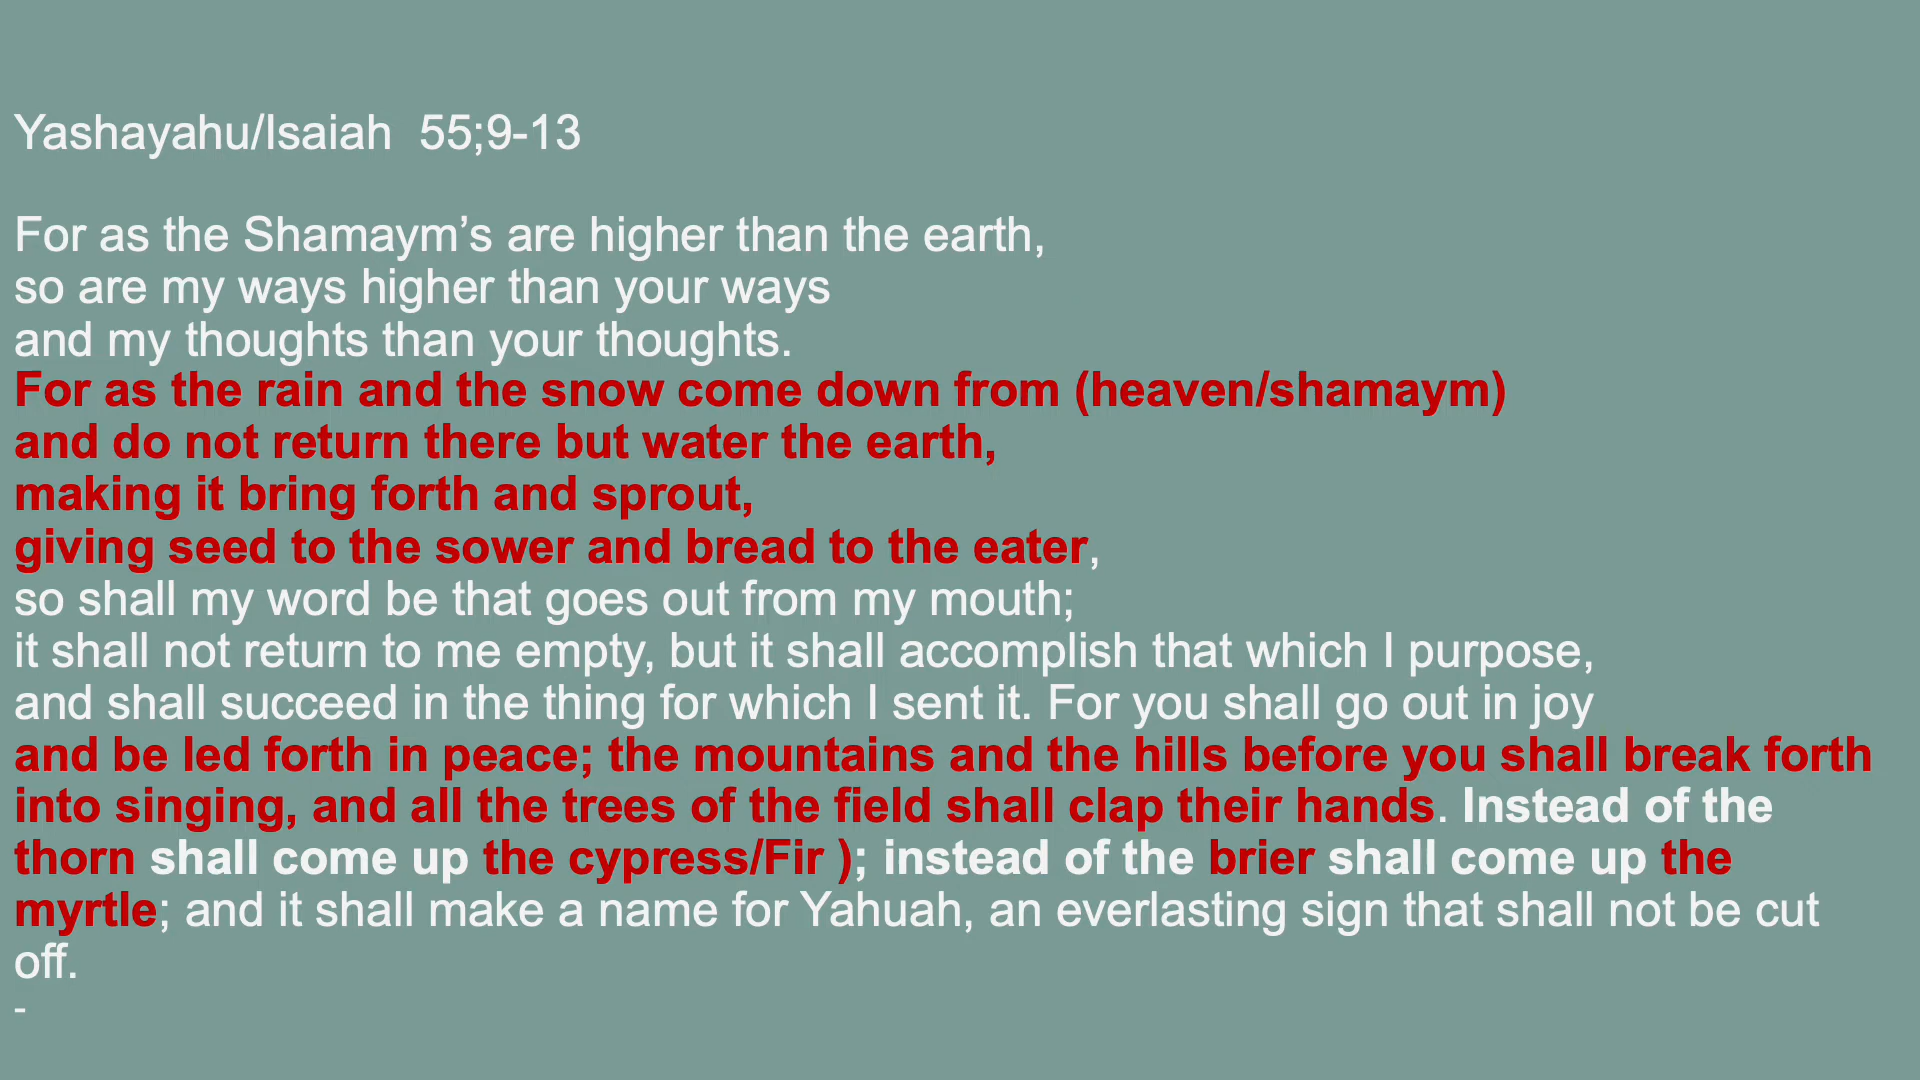 Yashayahu/Isaiah  55;9-13
For as the Shamaym’s are higher than the earth,
so are my ways higher than your ways
and my thoughts than your thoughts.
For as the rain and the snow come down from (heaven/shamaym)
and do not return there but water the earth,
making it bring forth and sprout,
giving seed to the sower and bread to the eater,
so shall my word be that goes out from my mouth;
it shall not return to me empty, but it shall accomplish that which I purpose,
and shall succeed in the thing for which I sent it. For you shall go out in joy
and be led forth in peace; the mountains and the hills before you shall break forth
into singing, and all the trees of the field shall clap their hands. Instead of the
thorn shall come up the cypress/Fir ); instead of the brier shall come up the
myrtle; and it shall make a name for Yahuah, an everlasting sign that shall not be cut
off.
-